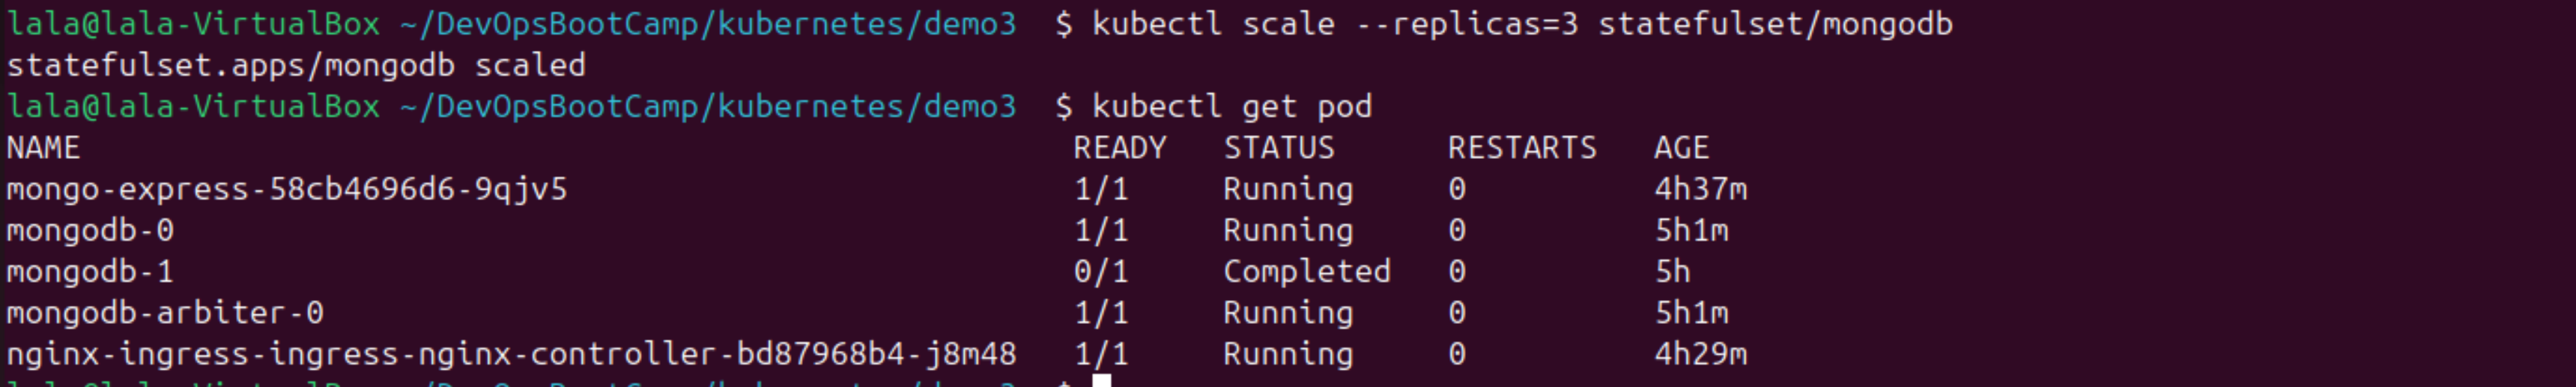 lala@lala-VirtualBox ~/DevOpsBootCamp/kubernetes/demo3 $ kubectl scale --replicas=3 statefulset/mongodb
statefulset.apps/mongodb scaled
lala@lala-VirtualBox ~/DevOpsBootCamp/kubernetes/demo3 $ kubectl get pod
NAME READY STATUS RESTARTS AGE
mongo-express-58cb4696d6-9qjv5 1/1 Running 0 4h37m
mongodb-0 1/1 Running 0 5h1m
mongodb-1 0/1 Completed 0 5h
mongodb-arbiter-0 1/1 Running 0 5h1m
nginx-ingress-ingress-nginx-controller-bd87968b4-j8m48 1/1 Running 0 4h29m